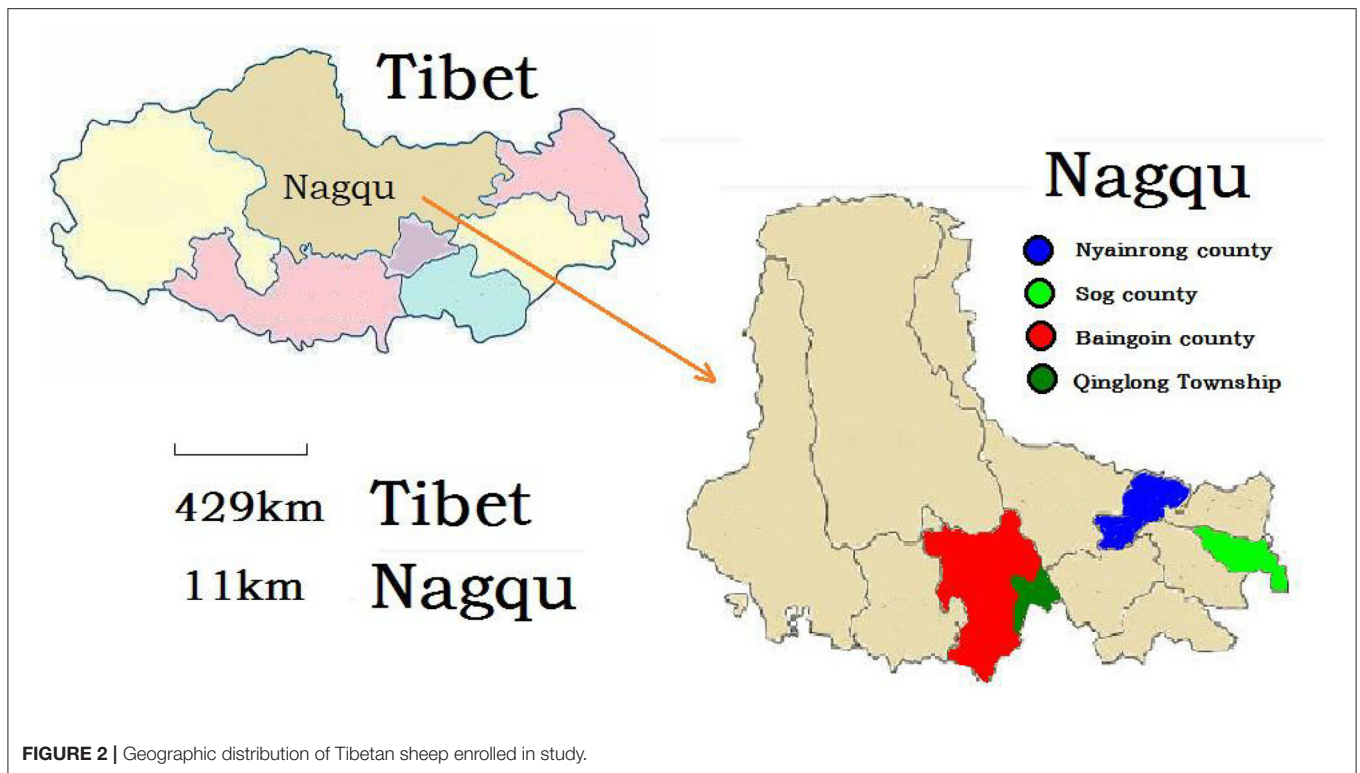 Tibet
Nagqu
Nagqu
Nyainrong county
Sog county
Baingoin county
Qinglong Township
429km Tibet
11km Nagqu
FIGURE 2 | Geographic distribution of Tibetan sheep enrolled in study.